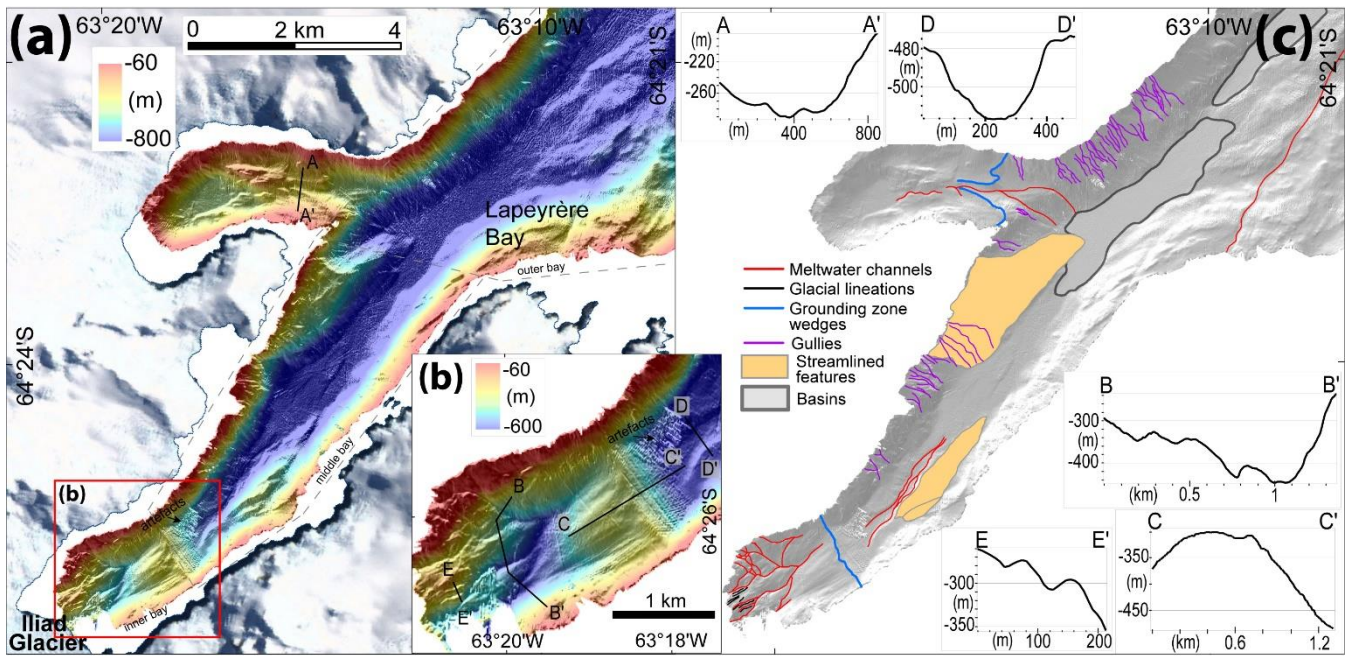 (a)
63°20'W
63°10'W
0 2 km 4
-60
(m)
-800
64°21'S
A
A'
Lapeyrère
Bay
outer bay
64°24'S
middle bay
(b)
artefacts
inner bay
Iliad
Glacier
(b)
-60
(m)
-600
artefacts
D
C'
D'
B
C
E
E'
B'
64°26'S
1 km
63°20'W
63°18'W
(c)
63°10'W
64°21'S
A A'
(m)
-220
-260
(m) 400 800
D D'
-480
(m)
-500
(m) 200 400
Meltwater channels
Glacial lineations
Grounding zone
wedges
Gullies
Streamlined
features
Basins
B B'
-300
(m)
-400
(km) 0.5 1
E E'
-300
(m)
-350
(m) 100 200
C C'
-350
(m)
-450
(km) 0.6 1.2